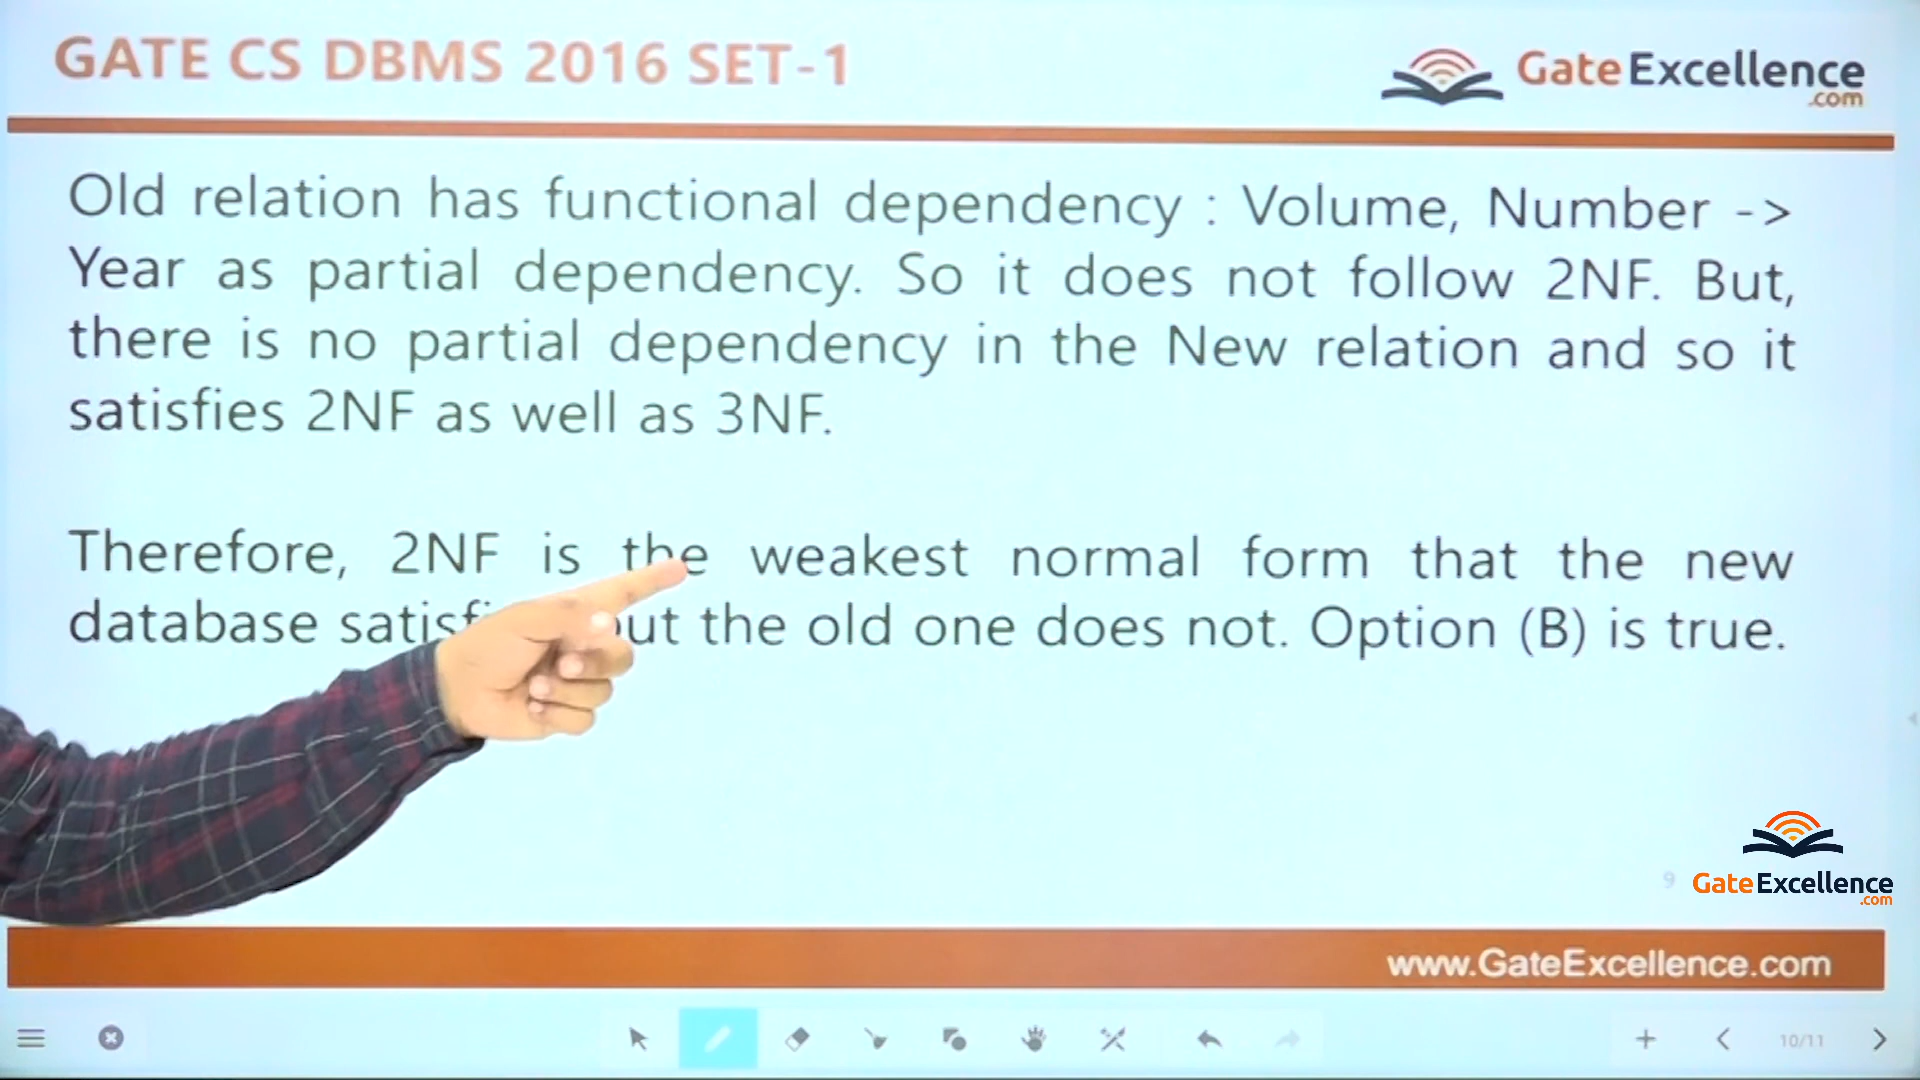 GATE CS DBMS 2016 SET-1
GateExcellence
.com
Old relation has functional dependency : Volume, Number ->
Year as partial dependency. So it does not follow 2NF. But,
there is no partial dependency in the New relation and so it
satisfies 2NF as well as 3NF.
Therefore, 2NF is the weakest normal form that the new
database the old one does not. Option (B) is true.
9
GateExcellence
.com
www.GateExcellence.com
10/11